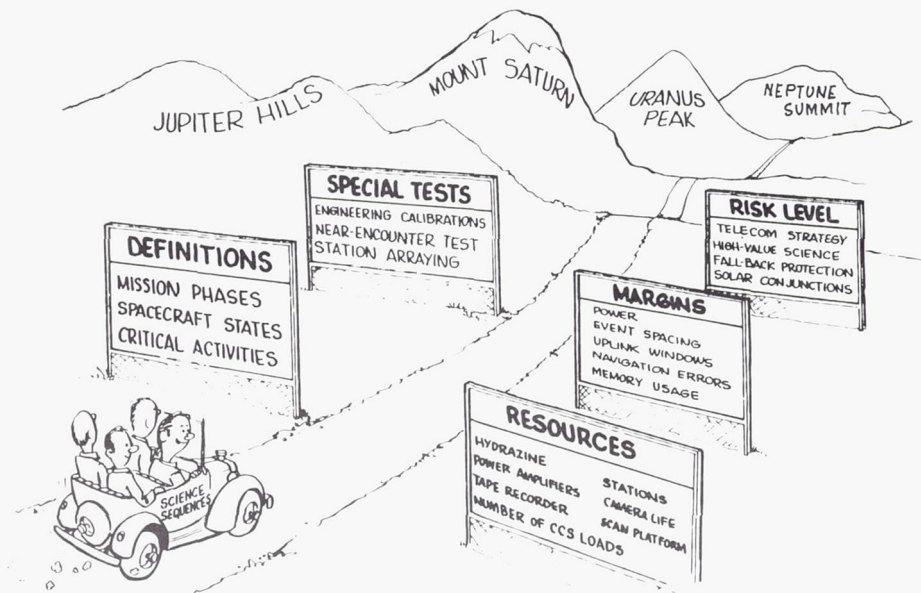 JUPITER HILLS
MOUNT SATURN
URANUS
PEAK
NEPTUNE
SUMMIT
SPECIAL TESTS
ENGINEERING CALIBRATIONS
NEAR-ENCOUNTER TEST
STATION ARRAYING
RISK LEVEL
TELECOM STRATEGY
HIGH-VALUE SCIENCE
FALL-BACK PROTECTION
SOLAR CONJUNCTIONS
DEFINITIONS
MISSION PHASES
SPACECRAFT STATES
CRITICAL ACTIVITIES
MARGINS
POWER
EVENT SPACING
UPLINK WINDOWS
NAVIGATION ERRORS
MEMORY USAGE
RESOURCES
HYDRAZINE
POWER AMPLIFIERS
TAPE RECORDER
NUMBER OF CCS LOADS
STATIONS
CAMERA LIFE
SCAN PLATFORM
SCIENCE
SEQUENCES